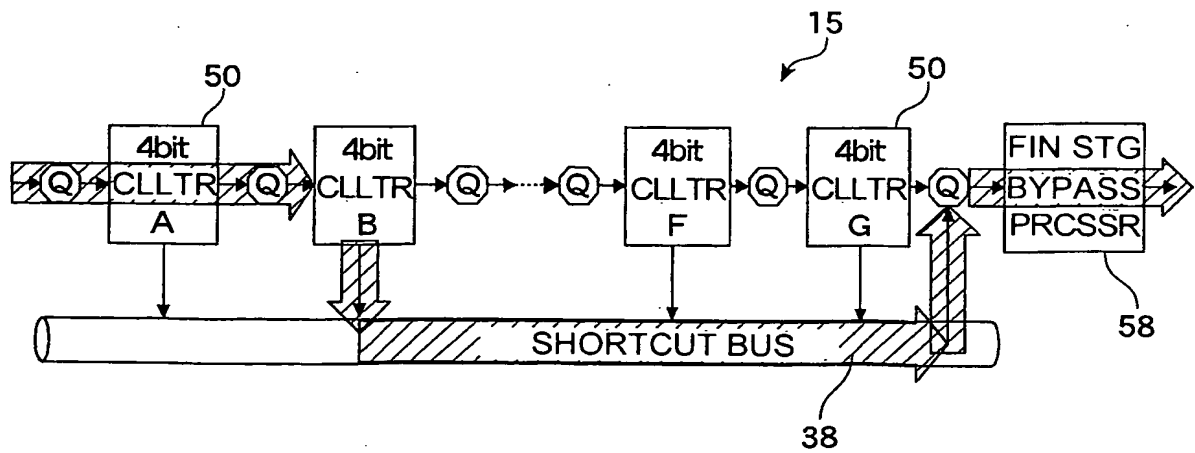 15
50
50
4bit
CLLTR
A
4bit
CLLTR
B
4bit
CLLTR
F
4bit
CLLTR
G
FIN STG
BYPASS
PRCSSR
Q
Q
Q
Q
Q
Q
58
SHORTCUT BUS
38